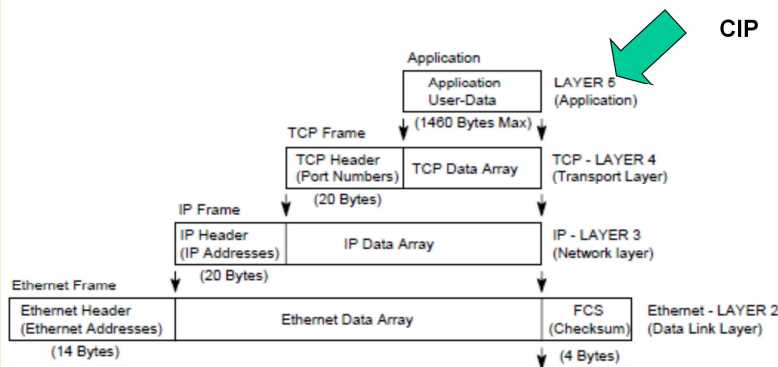 CIP
Application
Application
User-Data
LAYER 5
(Application)
(1460 Bytes Max)
TCP Frame
TCP Header
(Port Numbers)
TCP Data Array
TCP - LAYER 4
(Transport Layer)
(20 Bytes)
IP Frame
IP Header
(IP Addresses)
IP Data Array
IP - LAYER 3
(Network layer)
(20 Bytes)
Ethernet Frame
Ethernet Header
(Ethernet Addresses)
Ethernet Data Array
FCS
(Checksum)
Ethernet - LAYER 2
(Data Link Layer)
(14 Bytes)
(4 Bytes)